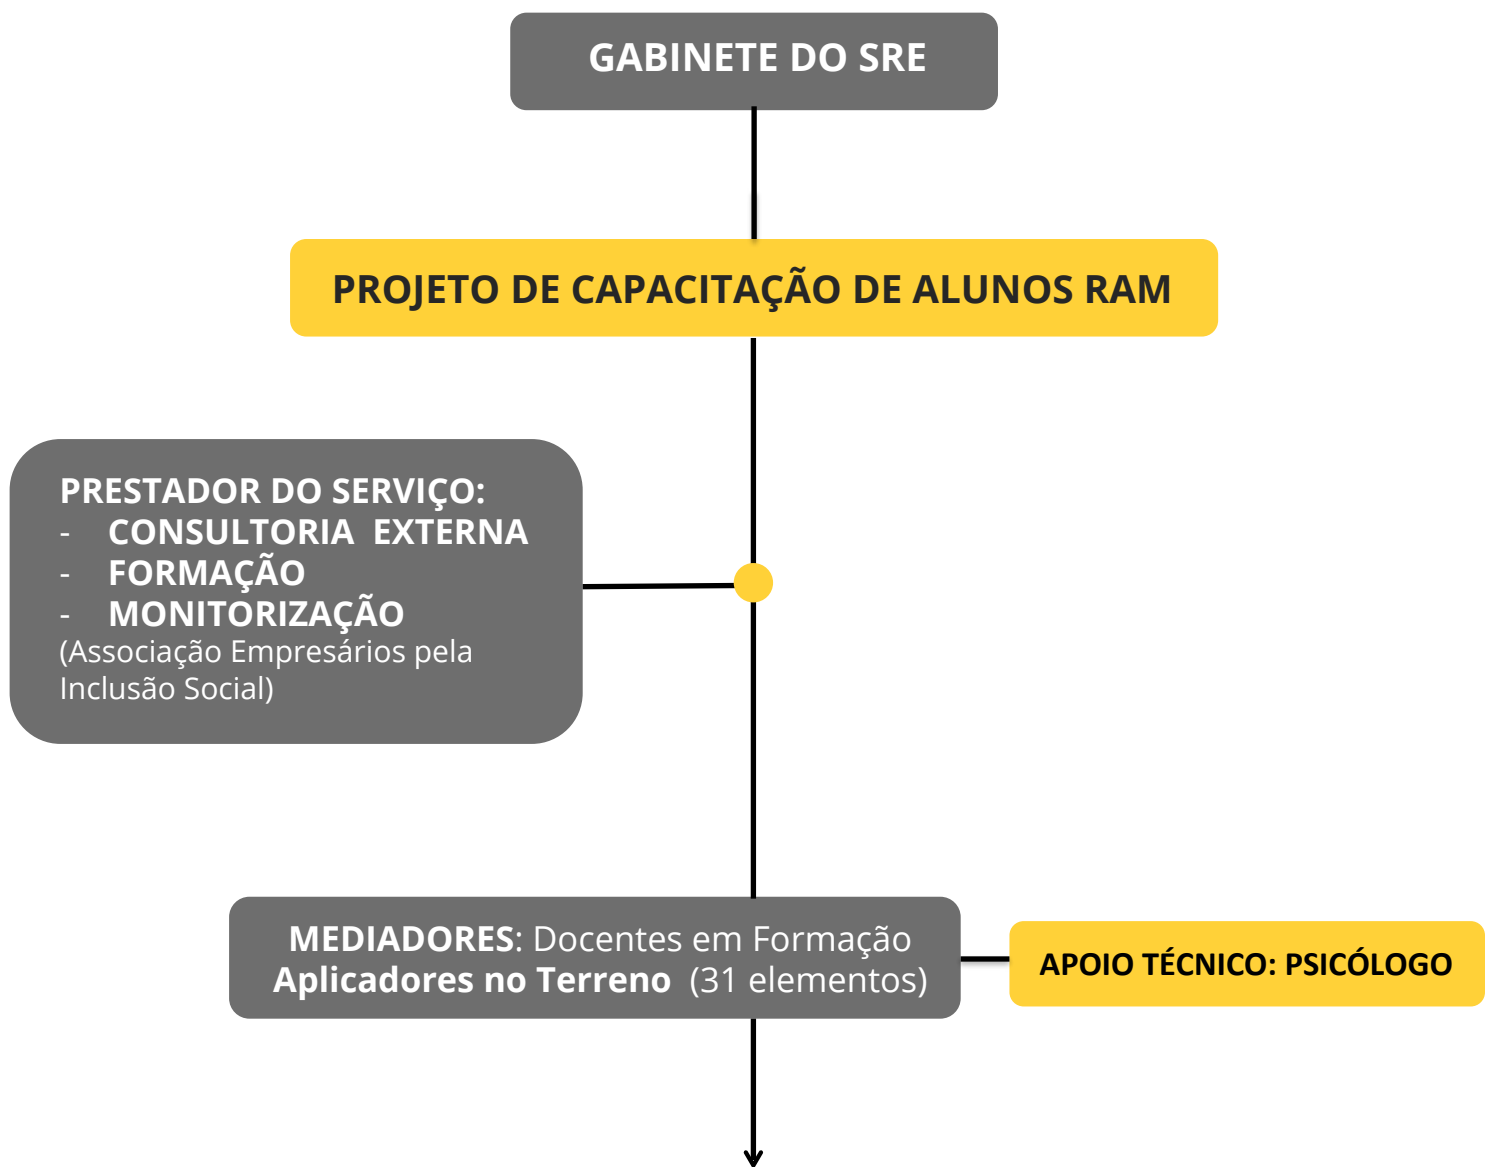 GABINETE DO SRE
PROJETO DE CAPACITAÇÃO DE ALUNOS RAM
PRESTADOR DO SERVIÇO:
- CONSULTORIA EXTERNA
- FORMAÇÃO
- MONITORIZAÇÃO
(Associação Empresários pela
Inclusão Social)
MEDIADORES: Docentes em Formação
Aplicadores no Terreno (31 elementos)
APOIO TÉCNICO: PSICÓLOGO